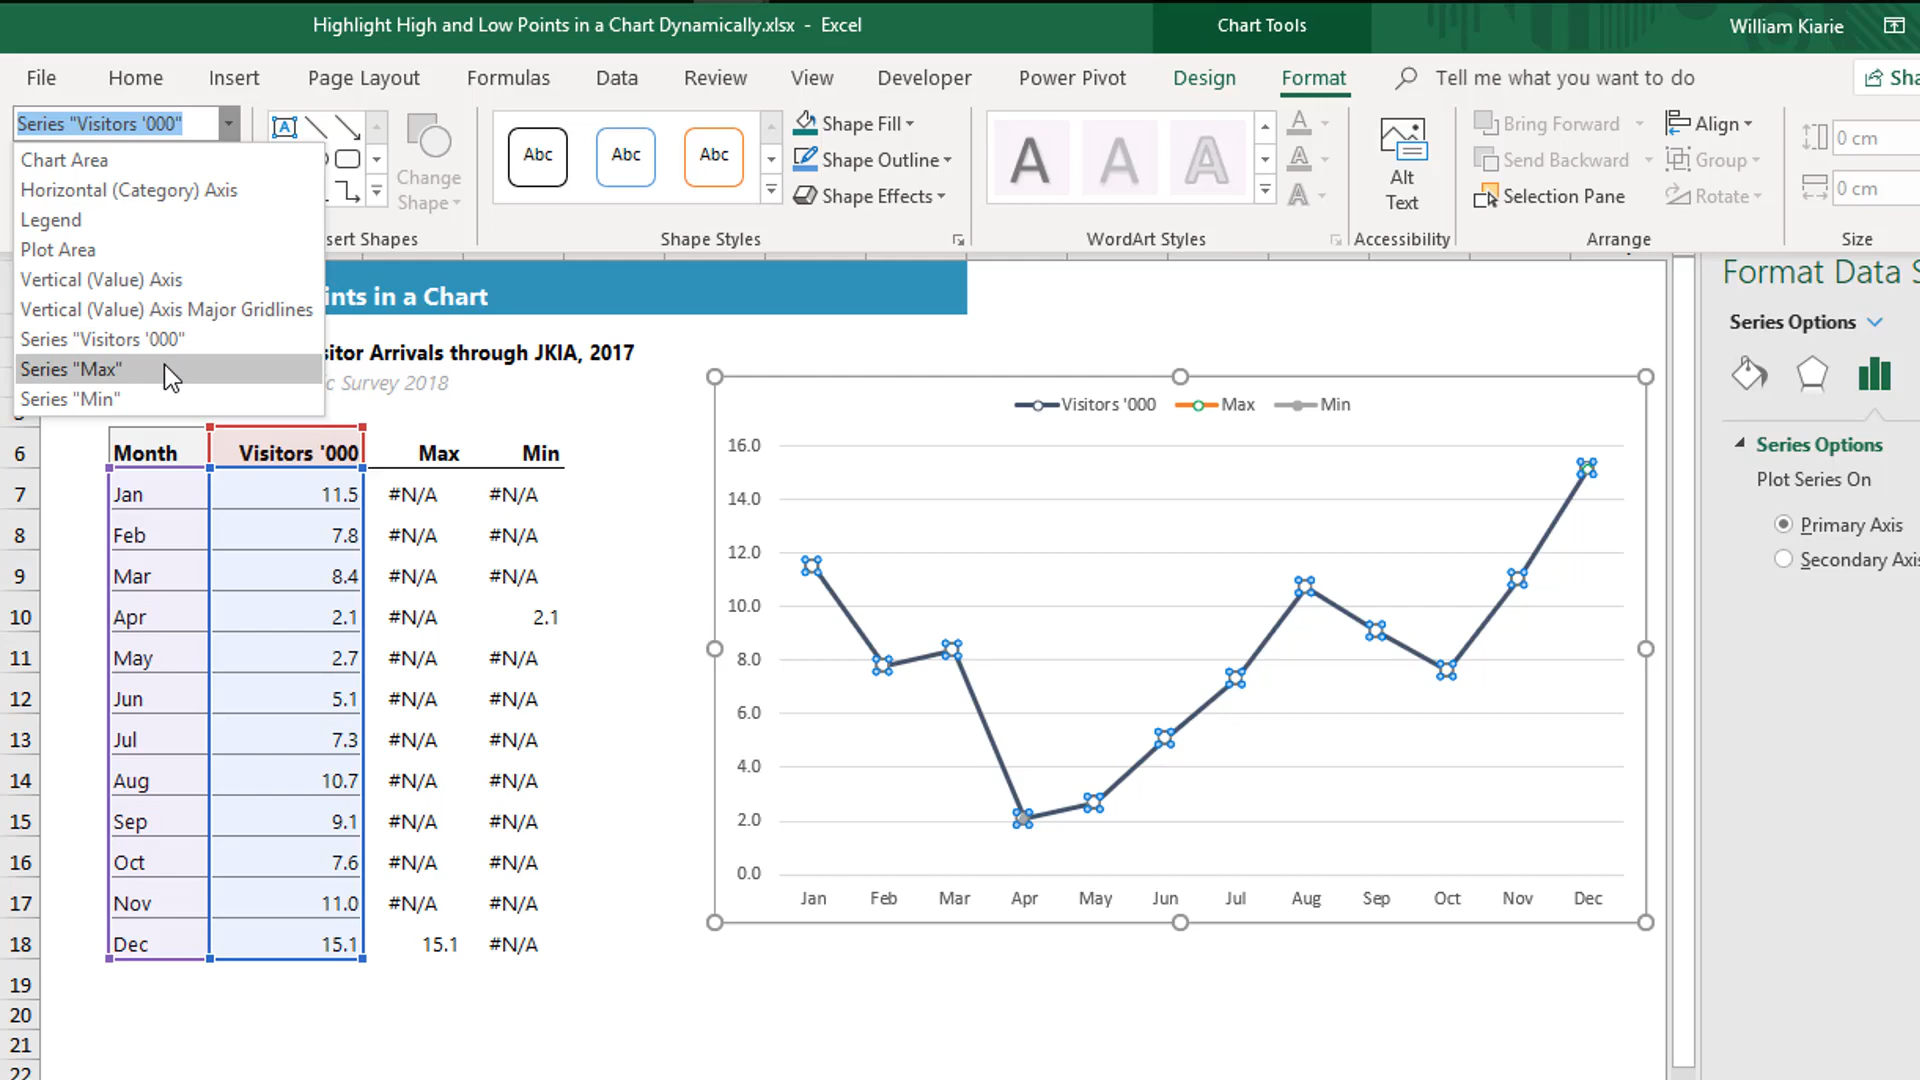 Highlight High and Low Points in a Chart Dynamically.xlsx - Excel
Chart Tools
William Kiarie
File Home Insert Page Layout Formulas Data Review View Developer Power Pivot Design Format Tell me what you want to do
Series "Visitors '000"
Chart Area
Horizontal (Category) Axis
Legend
Plot Area
Vertical (Value) Axis
Vertical (Value) Axis Major Gridlines
Series "Visitors '000"
Series "Max"
Series "Min"
Change
Shape
Abc Abc Abc
Shape Fill
Shape Outline
Shape Effects
A A A
Alt
Text
Bring Forward
Send Backward
Selection Pane
Align
Group
Rotate
0 cm
0 cm
Shapes
Shape Styles
WordArt Styles
Accessibility
Arrange
Size
in a Chart
Arrivals through JKIA, 2017
Survey 2018
6 Month Visitors '000 Max Min
7 Jan 11.5 #N/A #N/A
8 Feb 7.8 #N/A #N/A
9 Mar 8.4 #N/A #N/A
10 Apr 2.1 #N/A 2.1
11 May 2.7 #N/A #N/A
12 Jun 5.1 #N/A #N/A
13 Jul 7.3 #N/A #N/A
14 Aug 10.7 #N/A #N/A
15 Sep 9.1 #N/A #N/A
16 Oct 7.6 #N/A #N/A
17 Nov 11.0 #N/A #N/A
18 Dec 15.1 15.1 #N/A
19
20
21
22
Visitors '000 Max Min
16.0
14.0
12.0
10.0
8.0
6.0
4.0
2.0
0.0
Jan Feb Mar Apr May Jun Jul Aug Sep Oct Nov Dec
Format Data
Series Options
Series Options
Plot Series On
Primary Axis
Secondary